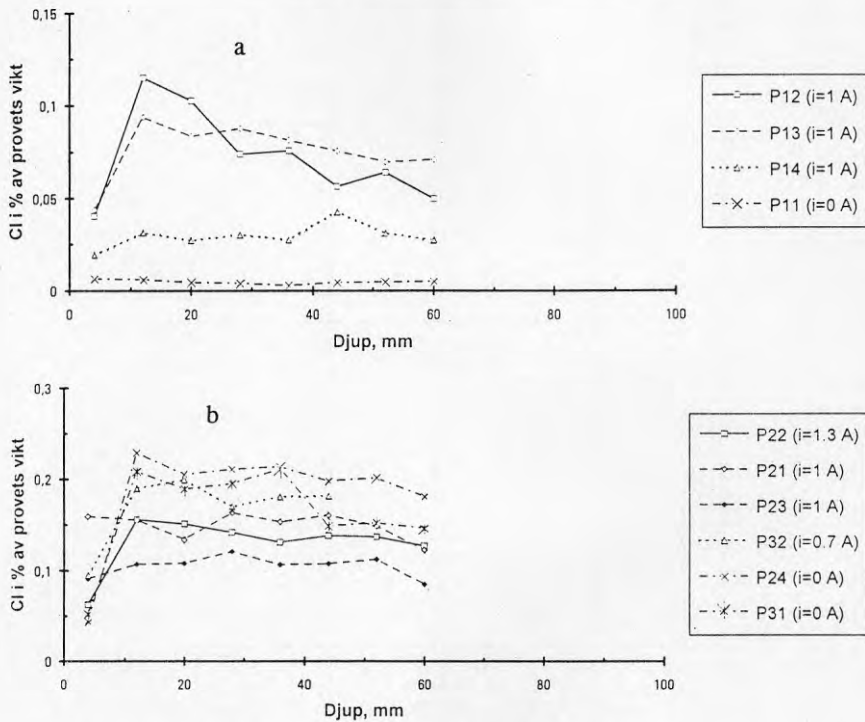 a
Cl i % av provets vikt
0,15
0,1
0,05
0
0 20 40 60 80 100
Djup, mm
P12 (i=1 A)
P13 (i=1 A)
P14 (i=1 A)
P11 (i=0 A)
b
Cl i % av provets vikt
0,3
0,2
0,1
0
0 20 40 60 80 100
Djup, mm
P22 (i=1.3 A)
P21 (i=1 A)
P23 (i=1 A)
P32 (i=0.7 A)
P24 (i=0 A)
P31 (i=0 A)